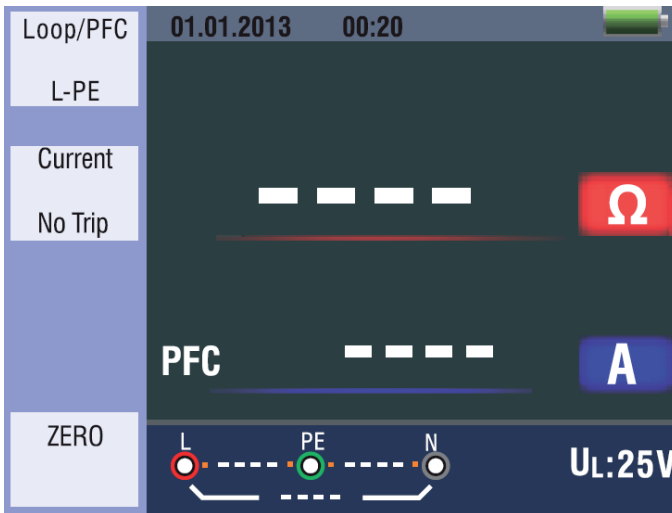 Loop/PFC
L-PE
01.01.2013 00:20
Current
No Trip
---- Ω
PFC ---- A
ZERO
L PE N
UL:25V